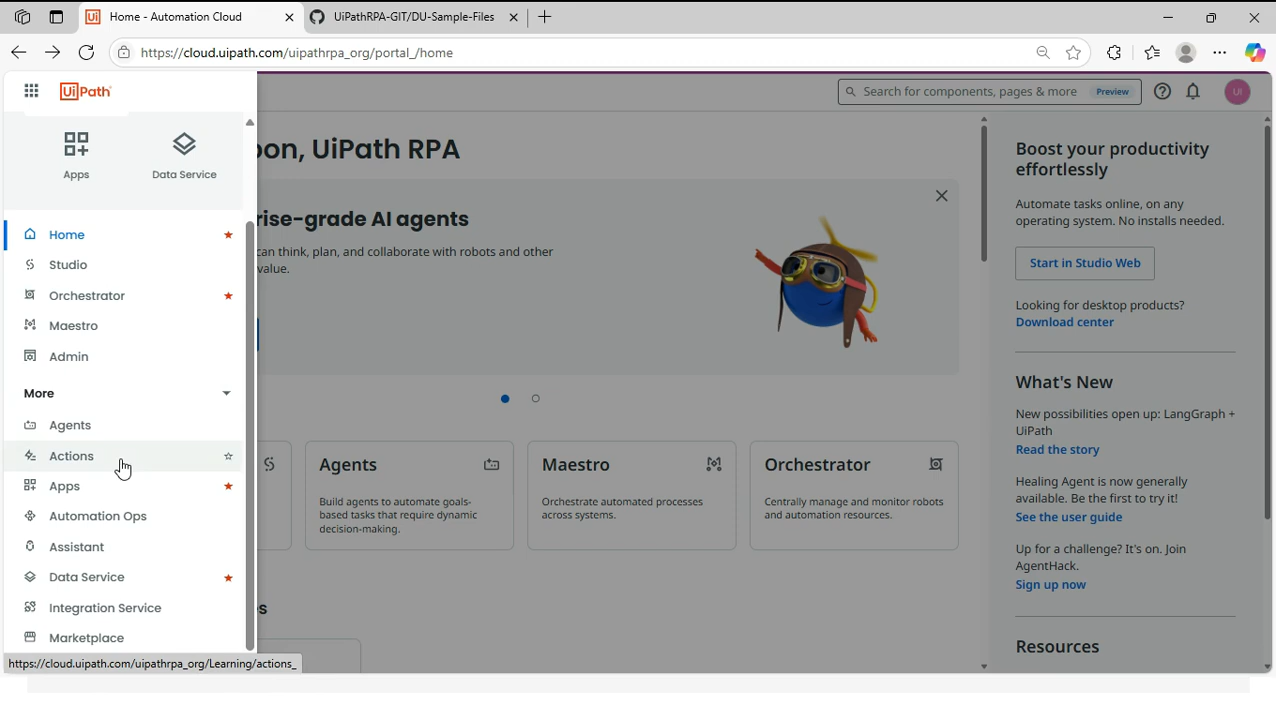 Home - Automation Cloud
UiPathRPA-GIT/DU-Sample-Files
https://cloud.uipath.com/uipathrpa_org/portal_/home
UiPath
Search for components, pages & more
Preview
UI
Apps
Data Service
Home
Studio
Orchestrator
Maestro
Admin
More
Agents
Actions
Apps
Automation Ops
Assistant
Data Service
Integration Service
Marketplace
https://cloud.uipath.com/uipathrpa_org/Learning/actions_
oon, UiPath RPA
rise-grade AI agents
can think, plan, and collaborate with robots and other
value.
Agents
Build agents to automate goals-
based tasks that require dynamic
decision-making.
Maestro
Orchestrate automated processes
across systems.
Orchestrator
Centrally manage and monitor robots
and automation resources.
es
Boost your productivity
effortlessly
Automate tasks online, on any
operating system. No installs needed.
Start in Studio Web
Looking for desktop products?
Download center
What's New
New possibilities open up: LangGraph +
UiPath
Read the story
Healing Agent is now generally
available. Be the first to try it!
See the user guide
Up for a challenge? It's on. Join
AgentHack.
Sign up now
Resources